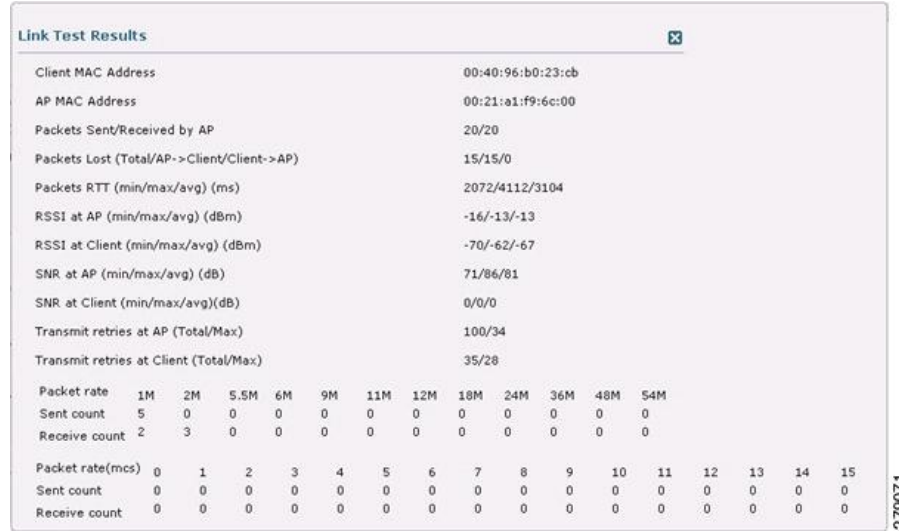 Link Test Results
Client MAC Address 00:40:96:b0:23:cb
AP MAC Address 00:21:a1:f9:6c:00
Packets Sent/Received by AP 20/20
Packets Lost (Total/AP->Client/Client->AP) 15/15/0
Packets RTT (min/max/avg) (ms) 2072/4112/3104
RSSI at AP (min/max/avg) (dBm) -16/-13/-13
RSSI at Client (min/max/avg) (dBm) -70/-62/-67
SNR at AP (min/max/avg) (dB) 71/86/81
SNR at Client (min/max/avg)(dB) 0/0/0
Transmit retries at AP (Total/Max) 100/34
Transmit retries at Client (Total/Max) 35/28
Packet rate 1M 2M 5.5M 6M 9M 11M 12M 18M 24M 36M 48M 54M
Sent count 5 0 0 0 0 0 0 0 0 0 0 0
Receive count 2 3 0 0 0 0 0 0 0 0 0 0
Packet rate(mcs) 0 1 2 3 4 5 6 7 8 9 10 11 12 13 14 15
Sent count 0 0 0 0 0 0 0 0 0 0 0 0 0 0 0 0
Receive count 0 0 0 0 0 0 0 0 0 0 0 0 0 0 0 0